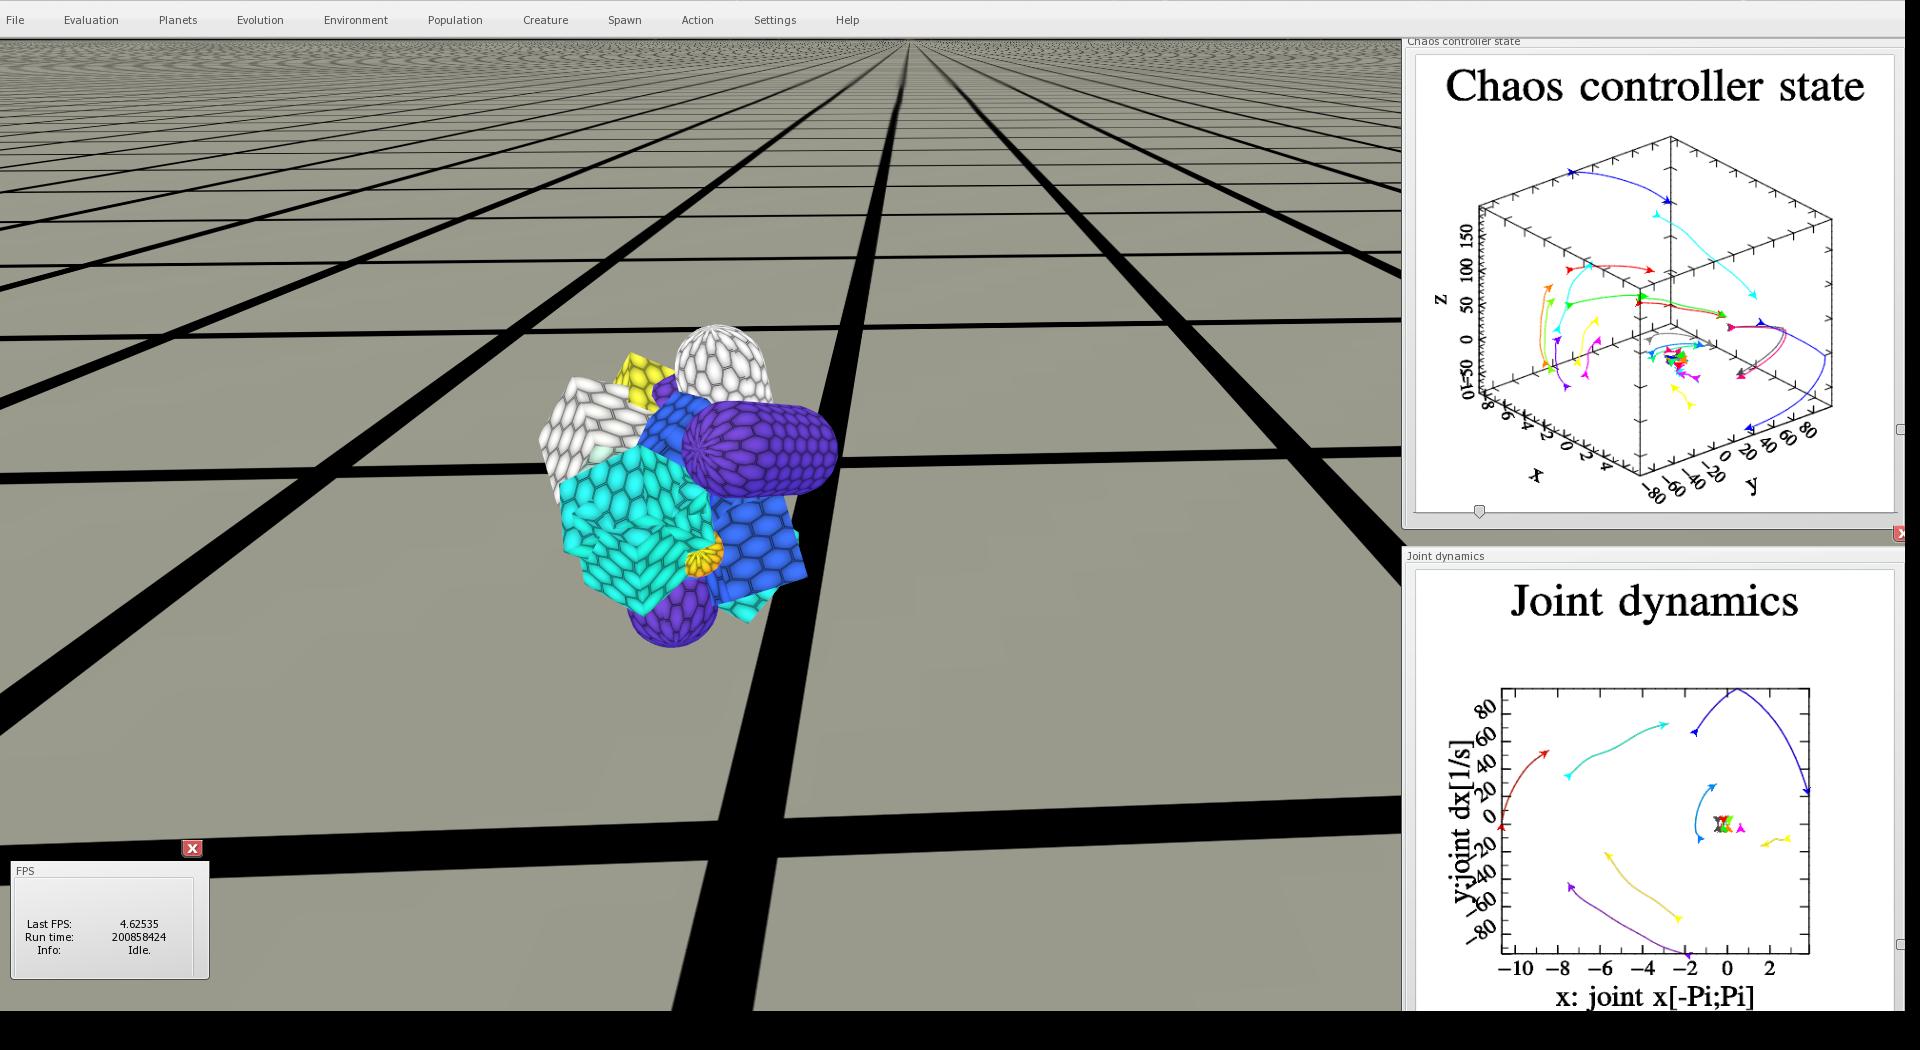 File Evaluation Planets Evolution Environment Population Creature Spawn Action Settings Help
Chaos controller state
Chaos controller state
z
150
100
50
0
−50
−8 −6 −4 −2 0 2 4
x
−80 −60 −40 −20 0 20 40 60 80
y
X
Joint dynamics
Joint dynamics
y:joint dx[1/s]
80
60
40
20
0
−20
−40
−60
−80
−10 −8 −6 −4 −2 0 2
x: joint x[-Pi;Pi]
X
FPS
Last FPS: 4.62535
Run time: 200858424
Info: Idle.